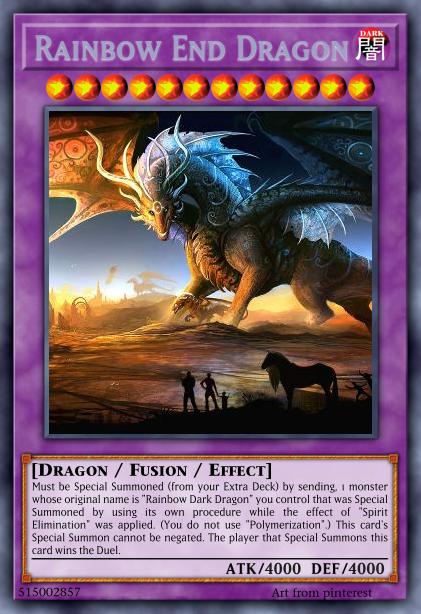 Rainbow End Dragon
DARK
闇
[Dragon / Fusion / Effect]
Must be Special Summoned (from your Extra Deck) by sending, 1 monster
whose original name is "Rainbow Dark Dragon" you control that was Special
Summoned by using its own procedure while the effect of "Spirit
Elimination" was applied. (You do not use "Polymerization".) This card's
Special Summon cannot be negated. The player that Special Summons this
card wins the Duel.
ATK/4000 DEF/4000
515002857
Art from pinterest